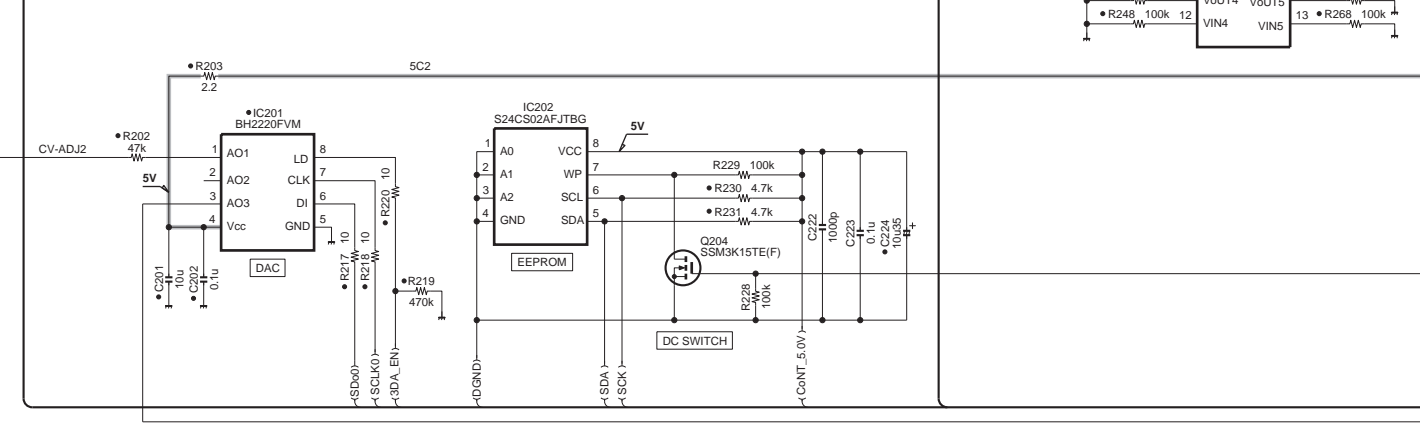 VoUT4
VoUT5
R248 100k 12
VIN4
13 R268 100k
VIN5
R203
2.2
5C2
IC201
BH2220FVM
IC202
S24CS02AFJTBG
R202
47k
CV-ADJ2
5V
1 AO1
2 AO2
3 AO3
4 Vcc
LD 8
CLK 7
DI 6
GND 5
DAC
C201
10u
C202
0.1u
R220 10
R217 10
R218 10
R219
470k
1 A0
2 A1
3 A2
4 GND
VCC 8
WP 7
SCL 6
SDA 5
EEPROM
5V
R229 100k
R230 4.7k
R231 4.7k
Q204
SSM3K15TE(F)
R228
100k
C222
1000p
C223
0.1u
C224
10u35
+
DC SWITCH
SDo0
SCLK0
3DA_EN
DGND
SDA
SCK
CoNT_5.0V